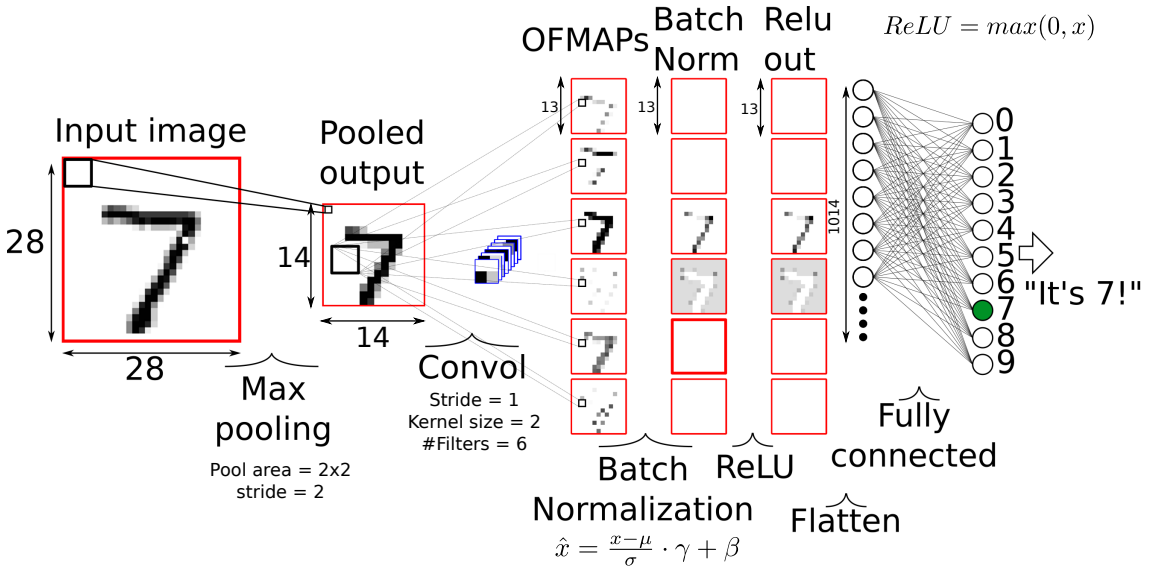 Input image
28
28
Max
pooling
Pool area = 2x2
stride = 2
Pooled
output
14
14
Convol
Stride = 1
Kernel size = 2
#Filters = 6
OFMAPs
13
Batch
Norm
13
Relu
out
13
Batch
Normalization
x̂ = (x−μ)/σ · γ + β
ReLU
ReLU = max(0, x)
1014
Flatten
Fully
connected
0
1
2
3
4
5
6
7
8
9
"It's 7!"